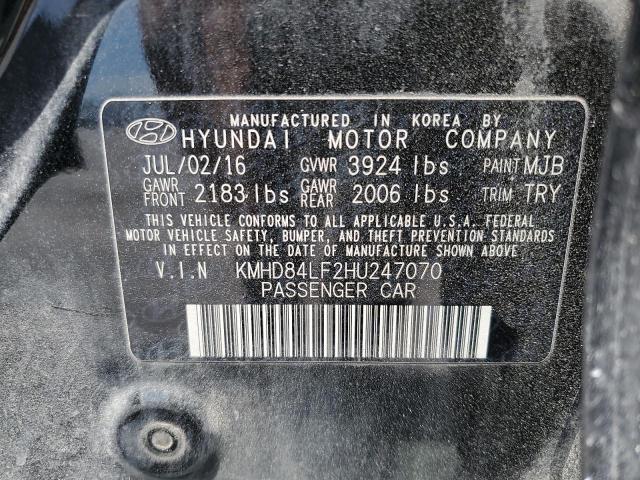 MANUFACTURED IN KOREA BY
HYUNDAI MOTOR COMPANY
JUL/02/16 GVWR 3924 lbs PAINT MJB
GAWR FRONT 2183 lbs GAWR REAR 2006 lbs TRIM TRY
THIS VEHICLE CONFORMS TO ALL APPLICABLE U.S.A. FEDERAL
MOTOR VEHICLE SAFETY, BUMPER, AND THEFT PREVENTION STANDARDS
IN EFFECT ON THE DATE OF MANUFACTURE SHOWN ABOVE.
V.I.N KMHD84LF2HU247070
PASSENGER CAR